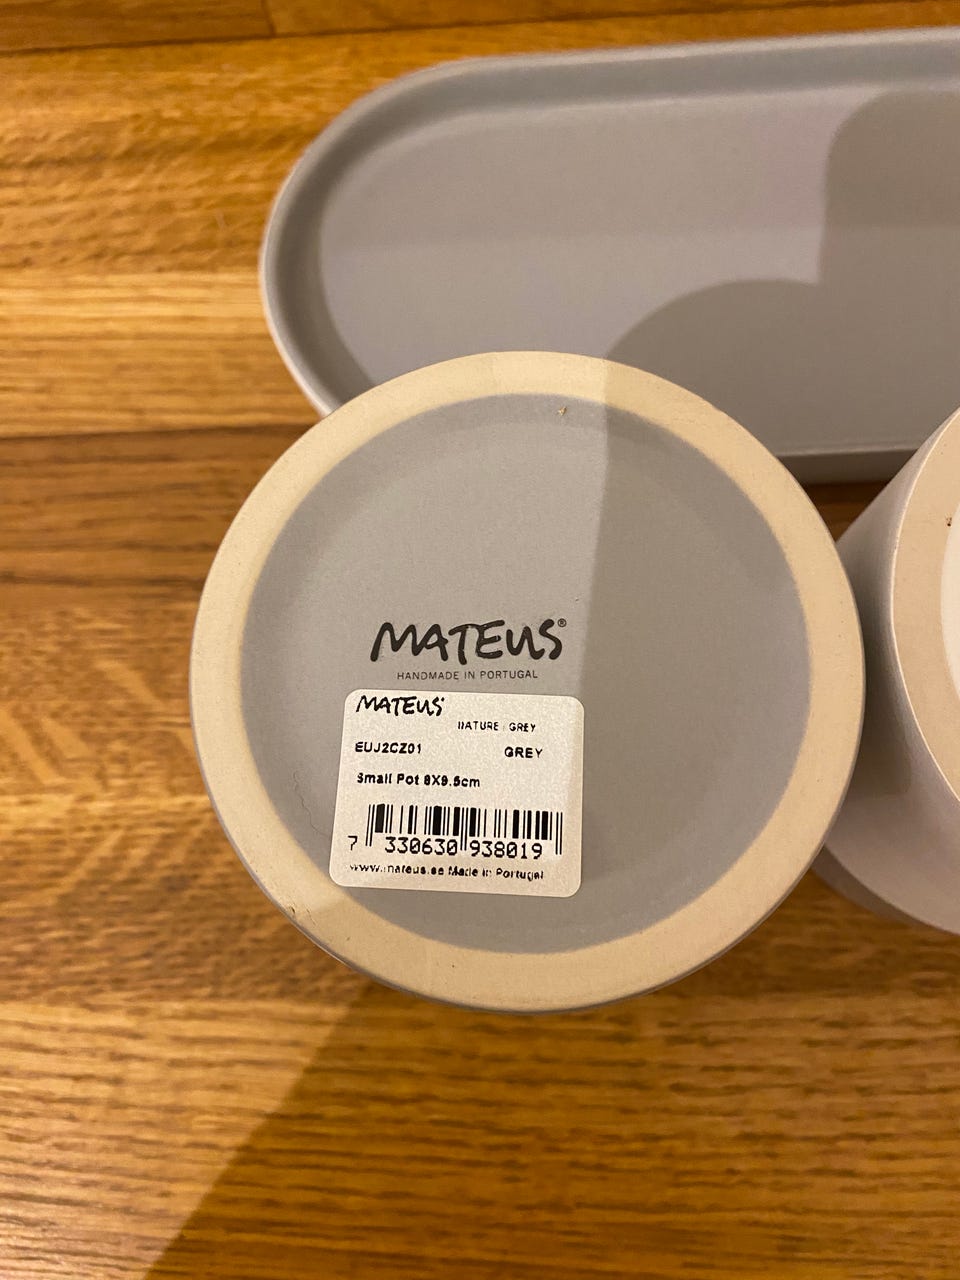 MATEUS®
HANDMADE IN PORTUGAL
MATEUS
NATURE GREY
EUJ2CZ01 GREY
Small Pot 8X9.5cm
7 330630 938019
www.mateus.se Made in Portugal